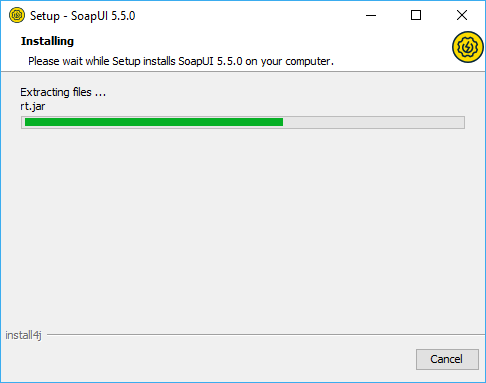 Setup - SoapUI 5.5.0
Installing
Please wait while Setup installs SoapUI 5.5.0 on your computer.
Extracting files ...
rt.jar
install4j
Cancel